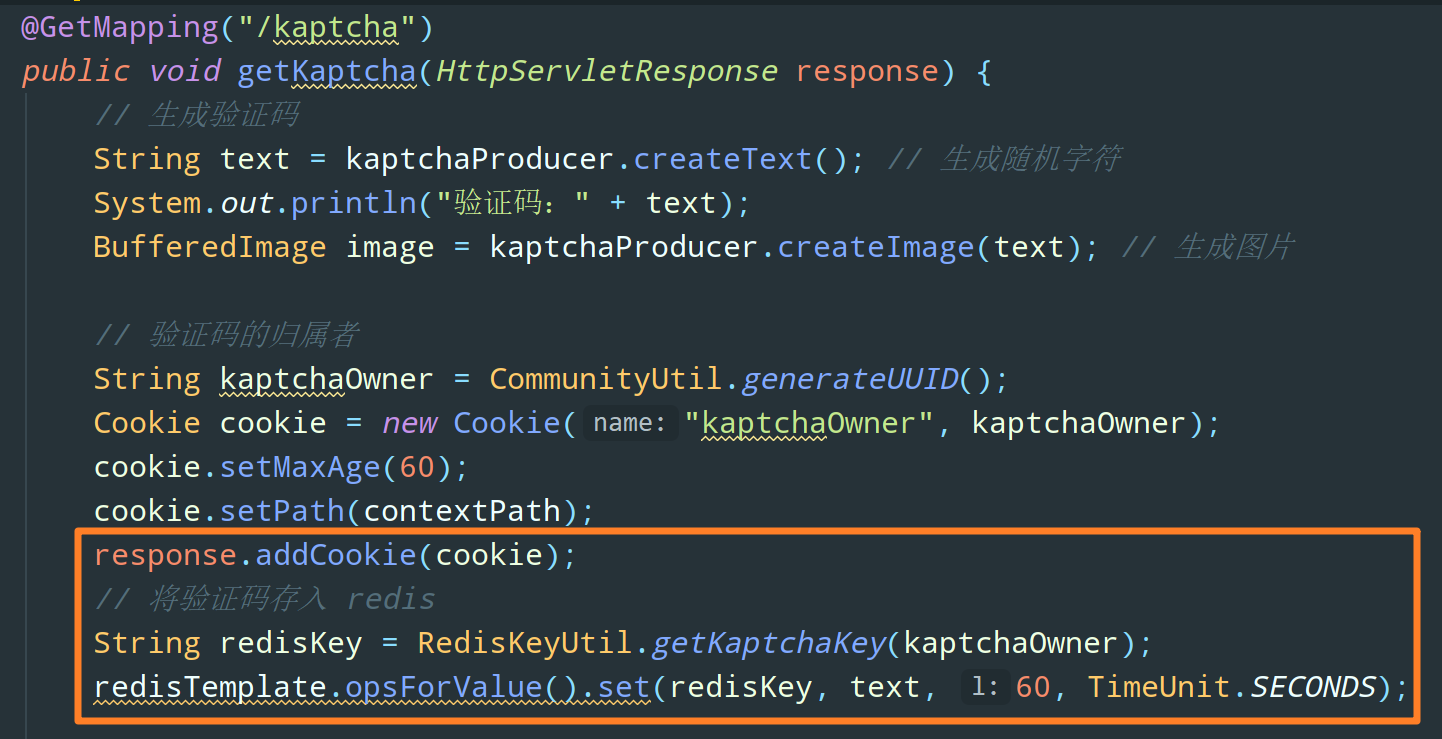 @GetMapping("/kaptcha")
public void getKaptcha(HttpServletResponse response) {
// 生成验证码
String text = kaptchaProducer.createText(); // 生成随机字符
System.out.println("验证码：" + text);
BufferedImage image = kaptchaProducer.createImage(text); // 生成图片
// 验证码的归属者
String kaptchaOwner = CommunityUtil.generateUUID();
Cookie cookie = new Cookie( name: "kaptchaOwner", kaptchaOwner);
cookie.setMaxAge(60);
cookie.setPath(contextPath);
response.addCookie(cookie);
// 将验证码存入 redis
String redisKey = RedisKeyUtil.getKaptchaKey(kaptchaOwner);
redisTemplate.opsForValue().set(redisKey, text, l: 60, TimeUnit.SECONDS);